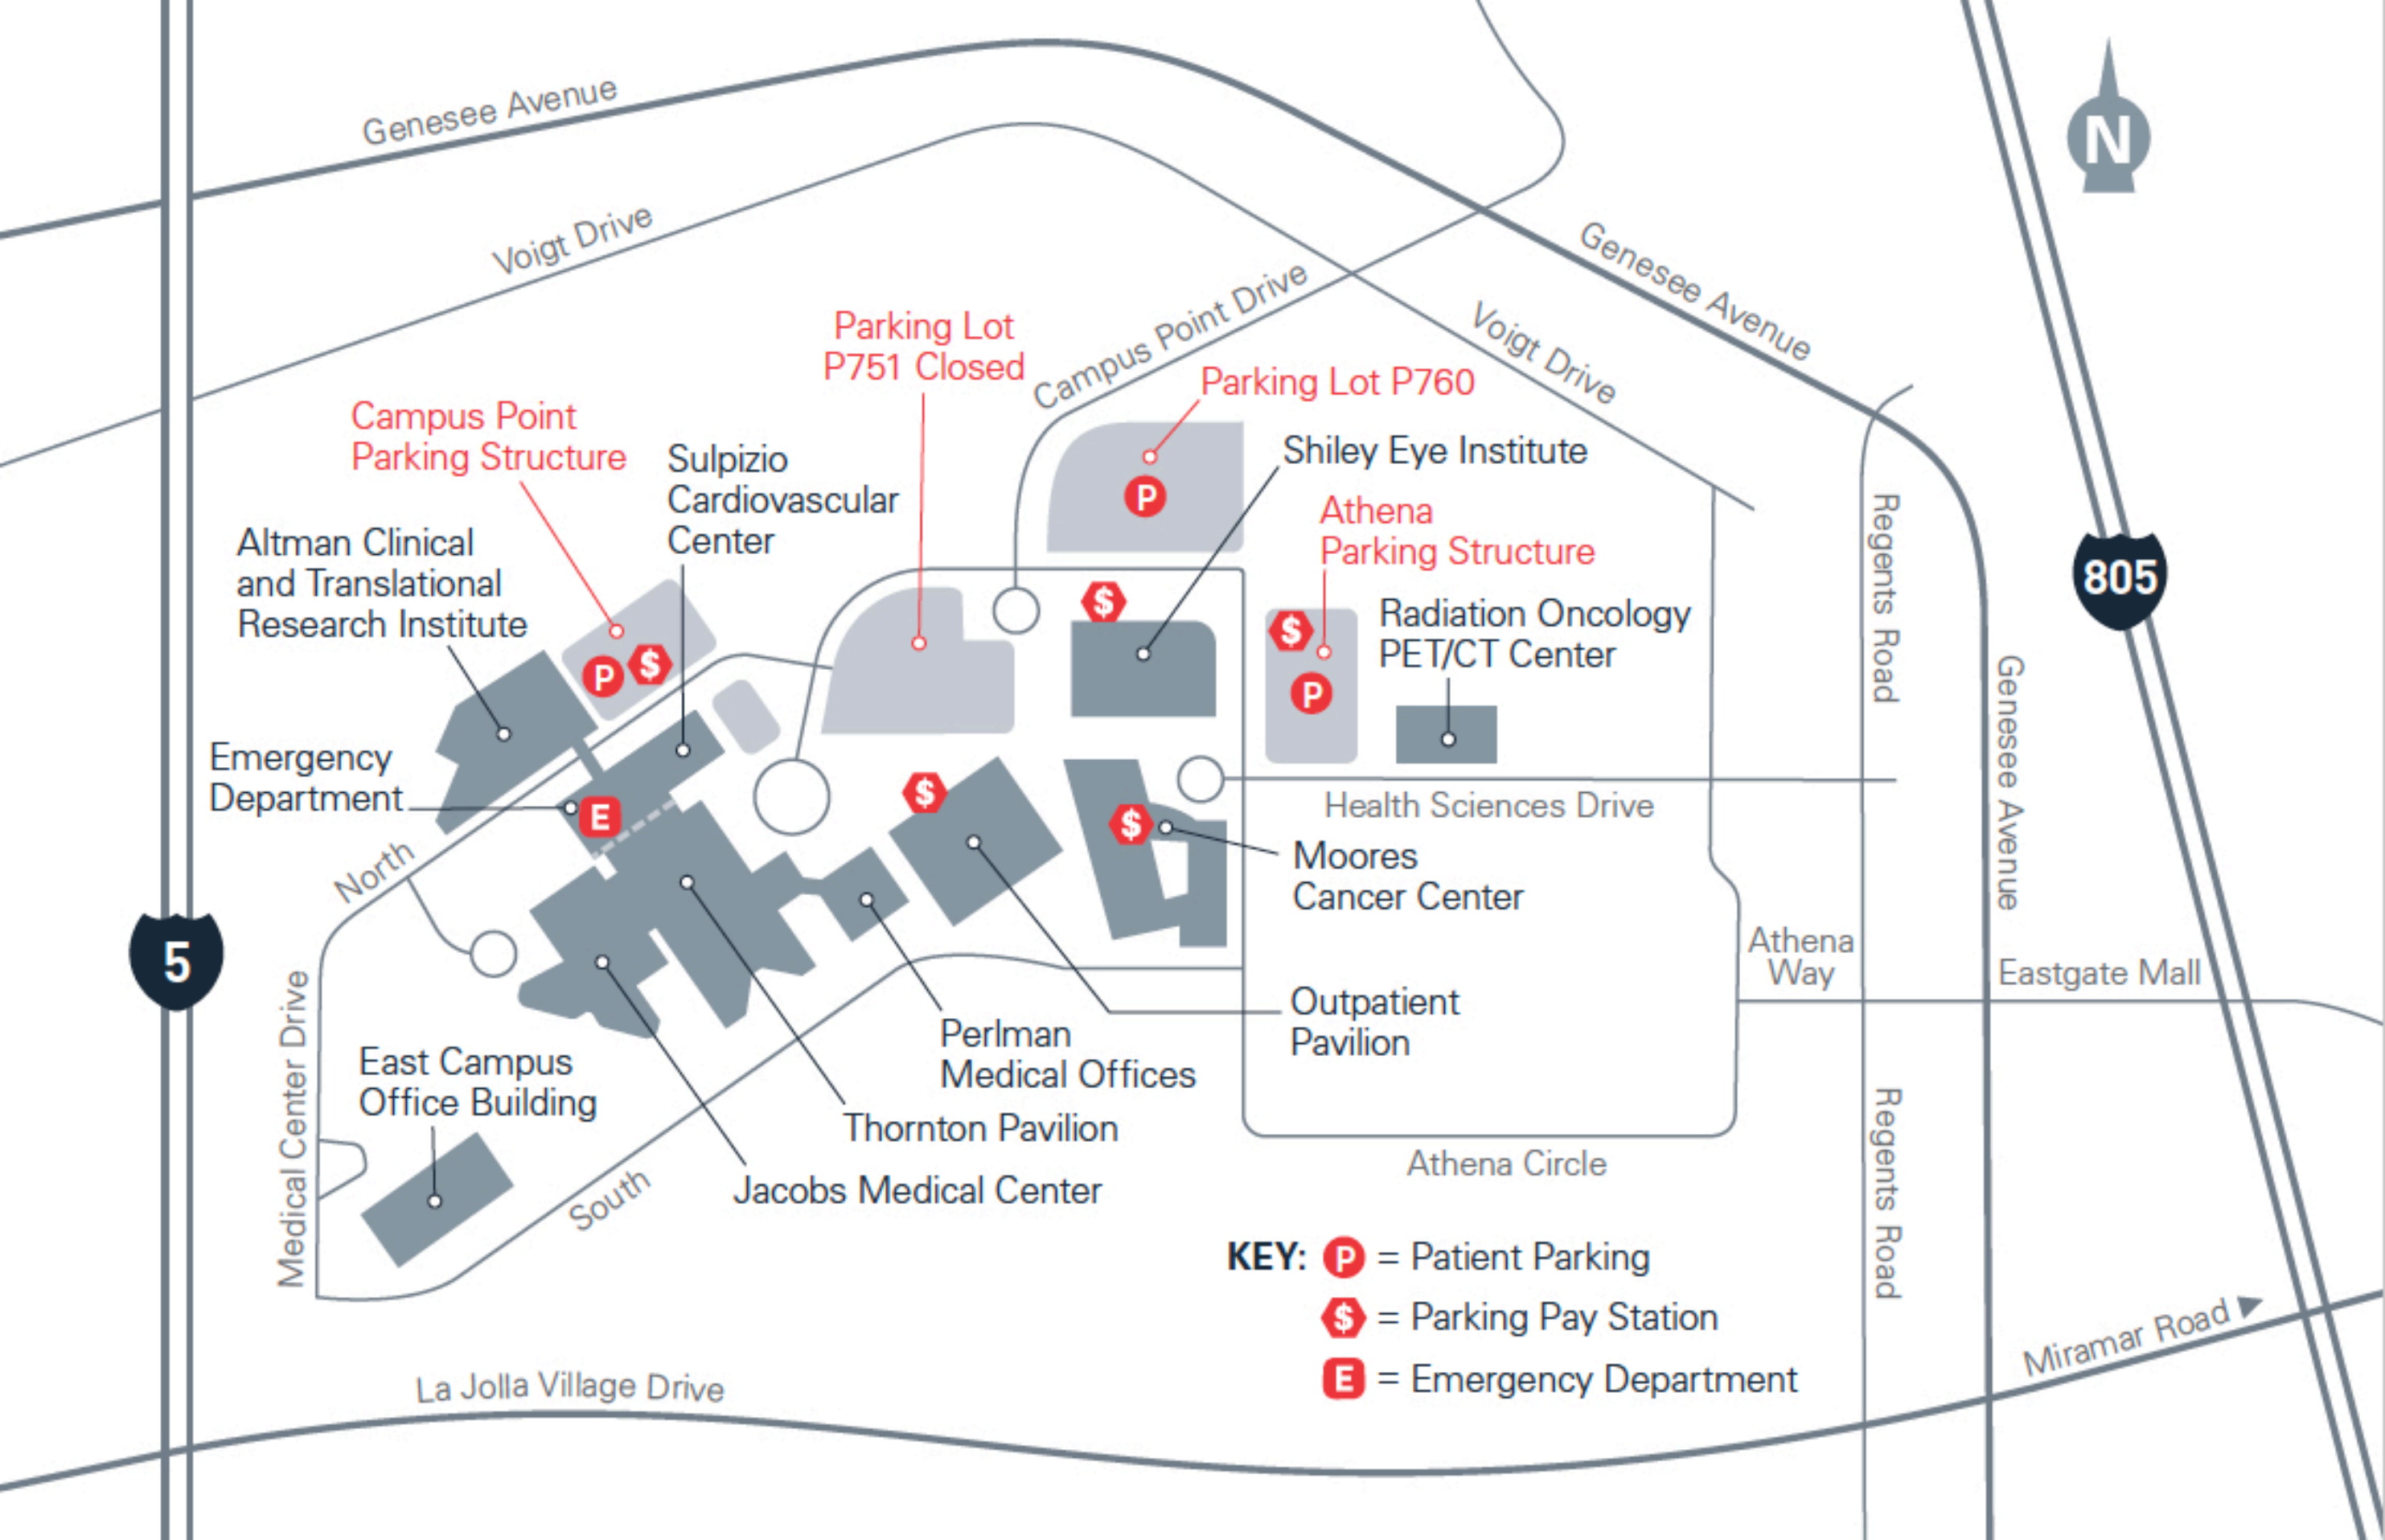 Genesee Avenue
N
Voigt Drive
Genesee Avenue
Campus Point Drive
Voigt Drive
Parking Lot
P751 Closed
Parking Lot P760
Campus Point
Parking Structure
Sulpizio
Cardiovascular
Center
Shiley Eye Institute
P
Athena
Parking Structure
Regents Road
805
Altman Clinical
and Translational
Research Institute
P
$
$
$
P
Radiation Oncology
PET/CT Center
Genesee Avenue
Emergency
Department
E
$
$
Health Sciences Drive
North
Moores
Cancer Center
5
Athena
Way
Eastgate Mall
Medical Center Drive
Outpatient
Pavilion
Perlman
Medical Offices
East Campus
Office Building
Thornton Pavilion
Jacobs Medical Center
South
Athena Circle
Regents Road
KEY: P = Patient Parking
$ = Parking Pay Station
E = Emergency Department
Miramar Road
La Jolla Village Drive